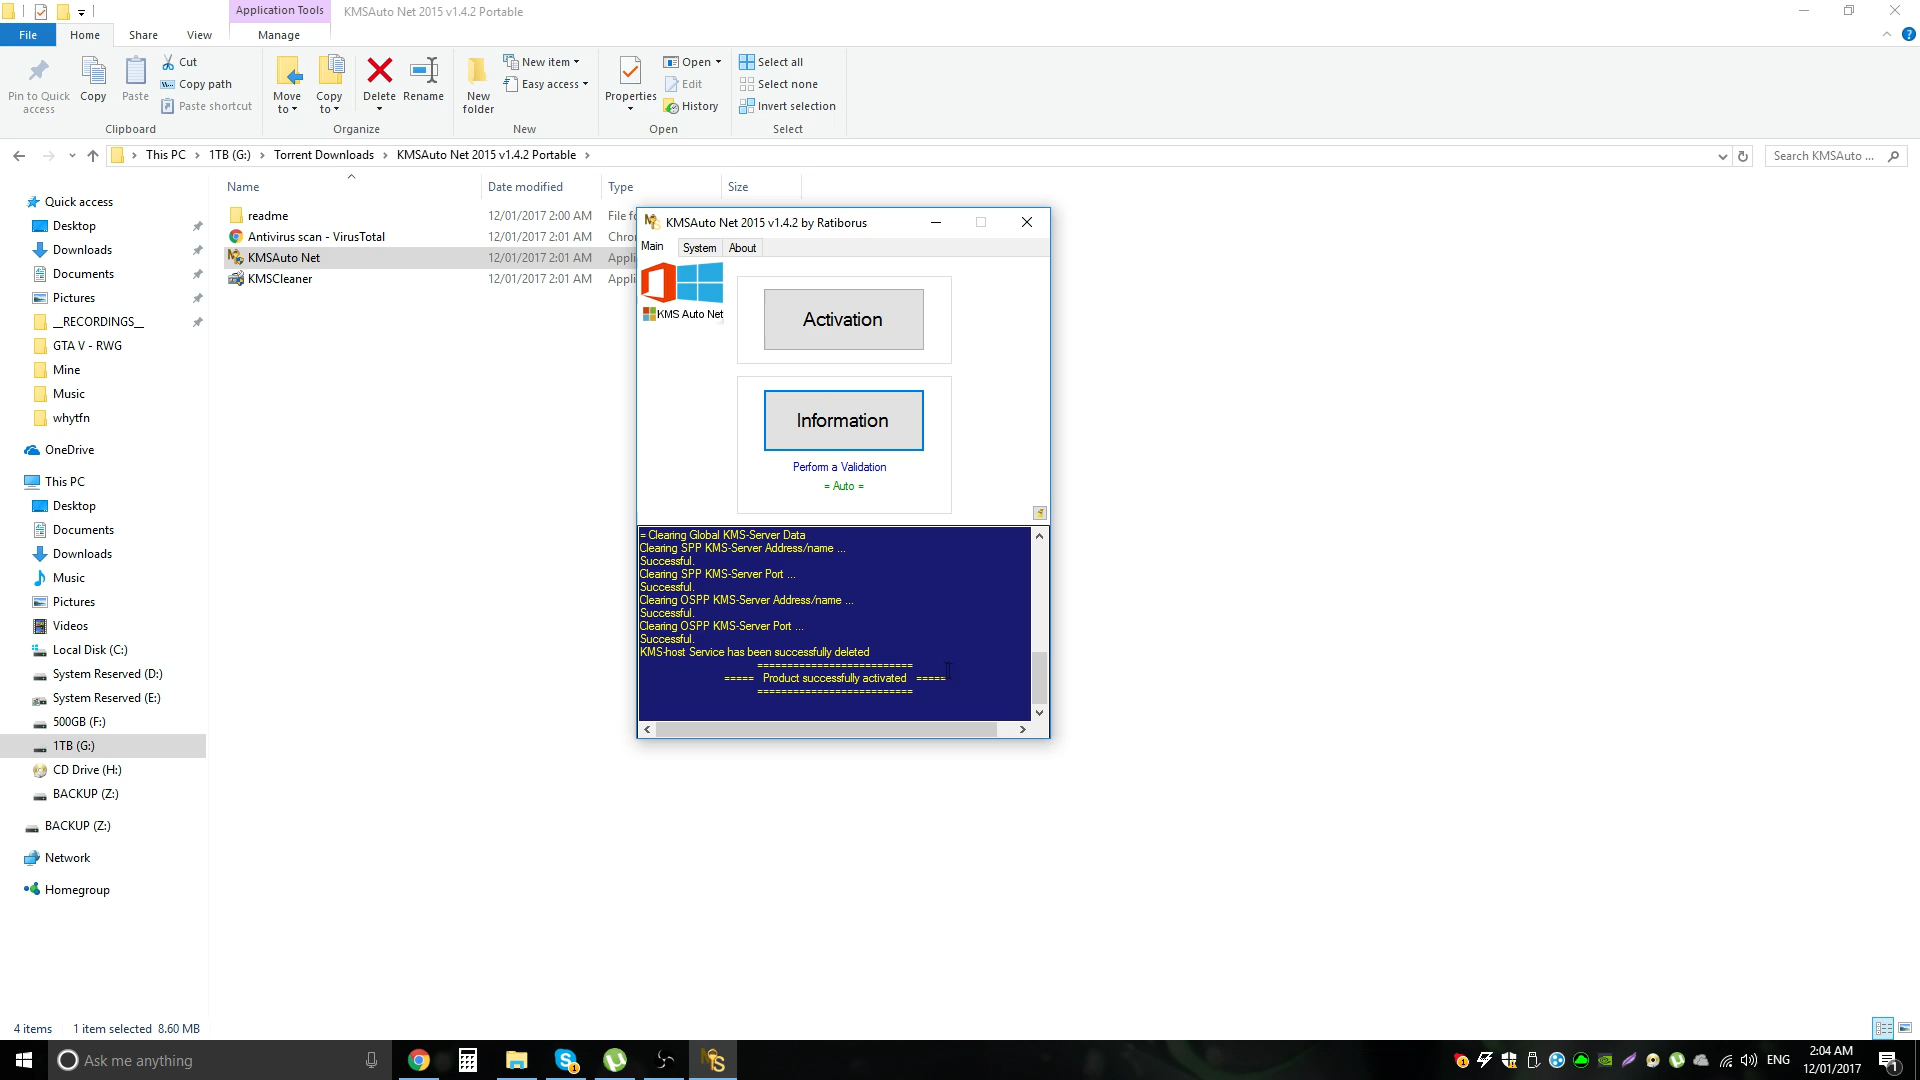 Application Tools
KMSAuto Net 2015 v1.4.2 Portable
File
Home
Share
View
Manage
Pin to Quick access
Copy
Paste
Cut
Copy path
Paste shortcut
Clipboard
Move to
Copy to
Delete
Rename
Organize
New folder
New item
Easy access
New
Properties
Open
Edit
History
Open
Select all
Select none
Invert selection
Select
This PC
1TB (G:)
Torrent Downloads
KMSAuto Net 2015 v1.4.2 Portable
Search KMSAuto ...
Name
Date modified
Type
Size
readme 12/01/2017 2:00 AM File fo
Antivirus scan - VirusTotal 12/01/2017 2:01 AM Chro
KMSAuto Net 12/01/2017 2:01 AM Appli
KMSCleaner 12/01/2017 2:01 AM Appli
Quick access
Desktop
Downloads
Documents
Pictures
__RECORDINGS__
GTA V - RWG
Mine
Music
whytfn
OneDrive
This PC
Desktop
Documents
Downloads
Music
Pictures
Videos
Local Disk (C:)
System Reserved (D:)
System Reserved (E:)
500GB (F:)
1TB (G:)
CD Drive (H:)
BACKUP (Z:)
BACKUP (Z:)
Network
Homegroup
KMSAuto Net 2015 v1.4.2 by Ratiborus
Main
System
About
KMS Auto Net
Activation
Information
Perform a Validation
= Auto =
= Clearing Global KMS-Server Data
Clearing SPP KMS-Server Address/name ...
Successful.
Clearing SPP KMS-Server Port ...
Successful.
Clearing OSPP KMS-Server Address/name ...
Successful.
Clearing OSPP KMS-Server Port ...
Successful.
KMS-host Service has been successfully deleted
==========================
===== Product successfully activated =====
==========================
4 items
1 item selected 8.60 MB
Ask me anything
ENG
2:04 AM
12/01/2017